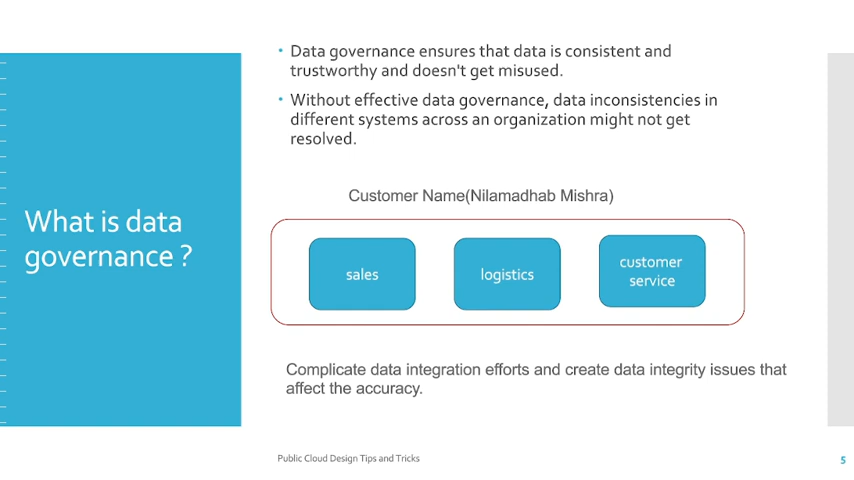 What is data
governance ?
• Data governance ensures that data is consistent and
trustworthy and doesn't get misused.
• Without effective data governance, data inconsistencies in
different systems across an organization might not get
resolved.
Customer Name(Nilamadhab Mishra)
sales
logistics
customer
service
Complicate data integration efforts and create data integrity issues that
affect the accuracy.
Public Cloud Design Tips and Tricks
5